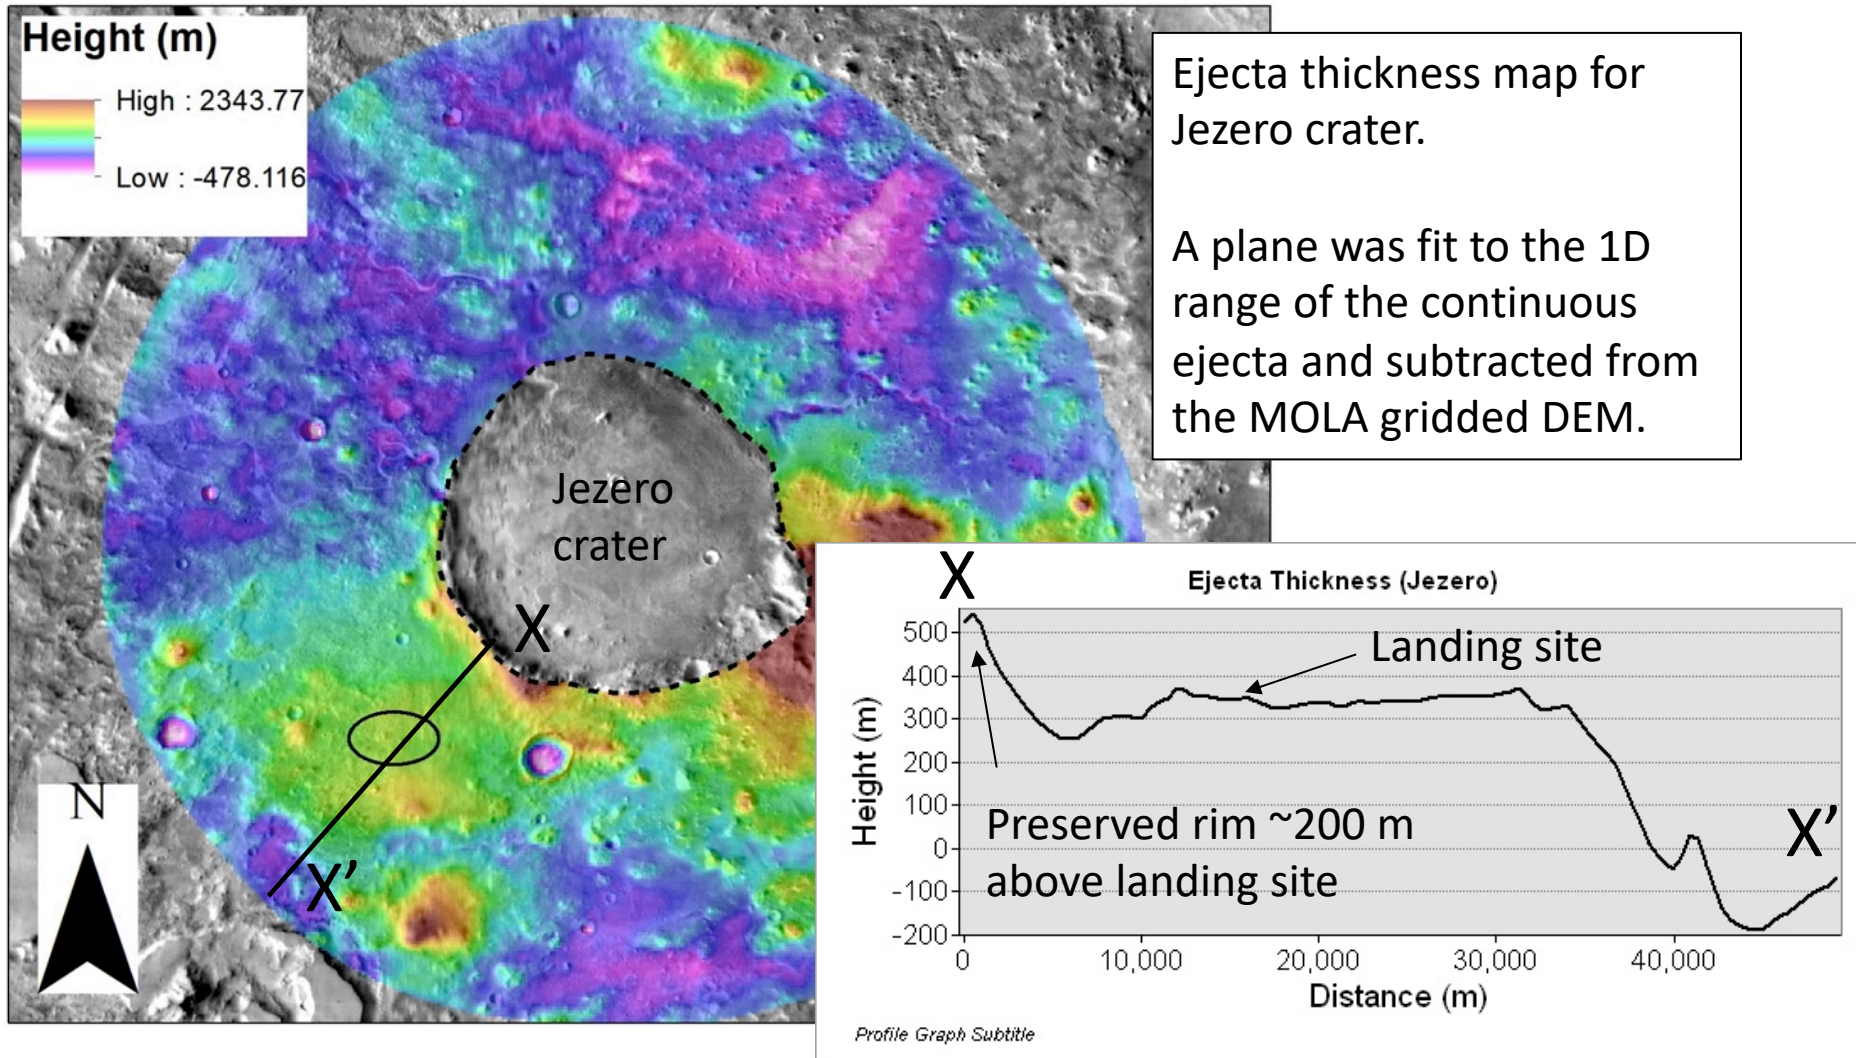 Height (m)
High : 2343.77
Low : -478.116
Ejecta thickness map for
Jezero crater.
A plane was fit to the 1D
range of the continuous
ejecta and subtracted from
the MOLA gridded DEM.
Jezero
crater
X
X’
N
X
Ejecta Thickness (Jezero)
Landing site
Preserved rim ~200 m
above landing site
X’
Height (m)
500
400
300
200
100
0
-100
-200
0
10,000
20,000
30,000
40,000
Distance (m)
Profile Graph Subtitle